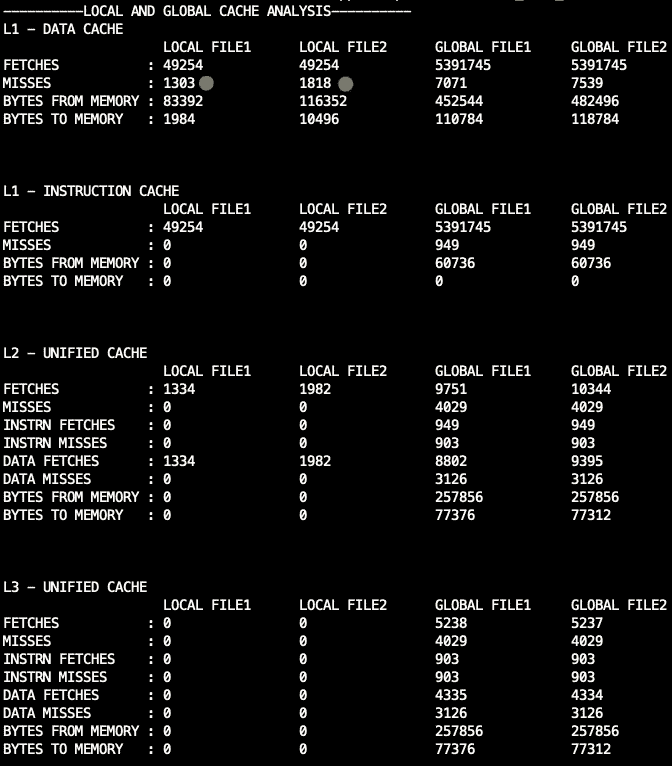 ----------LOCAL AND GLOBAL CACHE ANALYSIS----------
L1 - DATA CACHE
LOCAL FILE1 LOCAL FILE2 GLOBAL FILE1 GLOBAL FILE2
FETCHES : 49254 49254 5391745 5391745
MISSES : 1303 1818 7071 7539
BYTES FROM MEMORY : 83392 116352 452544 482496
BYTES TO MEMORY : 1984 10496 110784 118784
L1 - INSTRUCTION CACHE
LOCAL FILE1 LOCAL FILE2 GLOBAL FILE1 GLOBAL FILE2
FETCHES : 49254 49254 5391745 5391745
MISSES : 0 0 949 949
BYTES FROM MEMORY : 0 0 60736 60736
BYTES TO MEMORY : 0 0 0 0
L2 - UNIFIED CACHE
LOCAL FILE1 LOCAL FILE2 GLOBAL FILE1 GLOBAL FILE2
FETCHES : 1334 1982 9751 10344
MISSES : 0 0 4029 4029
INSTRN FETCHES : 0 0 949 949
INSTRN MISSES : 0 0 903 903
DATA FETCHES : 1334 1982 8802 9395
DATA MISSES : 0 0 3126 3126
BYTES FROM MEMORY : 0 0 257856 257856
BYTES TO MEMORY : 0 0 77376 77312
L3 - UNIFIED CACHE
LOCAL FILE1 LOCAL FILE2 GLOBAL FILE1 GLOBAL FILE2
FETCHES : 0 0 5238 5237
MISSES : 0 0 4029 4029
INSTRN FETCHES : 0 0 903 903
INSTRN MISSES : 0 0 903 903
DATA FETCHES : 0 0 4335 4334
DATA MISSES : 0 0 3126 3126
BYTES FROM MEMORY : 0 0 257856 257856
BYTES TO MEMORY : 0 0 77376 77312